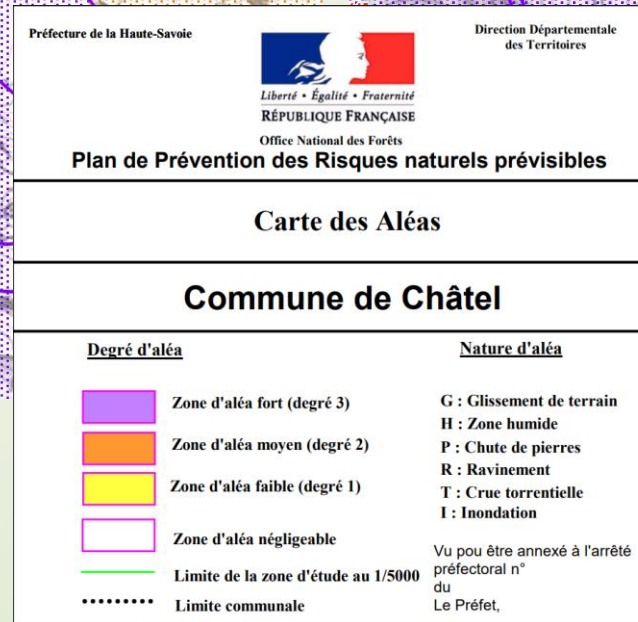 Préfecture de la Haute-Savoie
Direction Départementale
des Territoires
Liberté • Égalité • Fraternité
RÉPUBLIQUE FRANÇAISE
Office National des Forêts
Plan de Prévention des Risques naturels prévisibles
Carte des Aléas
Commune de Châtel
Degré d'aléa
Zone d'aléa fort (degré 3)
Zone d'aléa moyen (degré 2)
Zone d'aléa faible (degré 1)
Zone d'aléa négligeable
Limite de la zone d'étude au 1/5000
Limite communale
Nature d'aléa
G : Glissement de terrain
H : Zone humide
P : Chute de pierres
R : Ravinement
T : Crue torrentielle
I : Inondation
Vu pou être annexé à l'arrêté
préfectoral n°
du
Le Préfet,